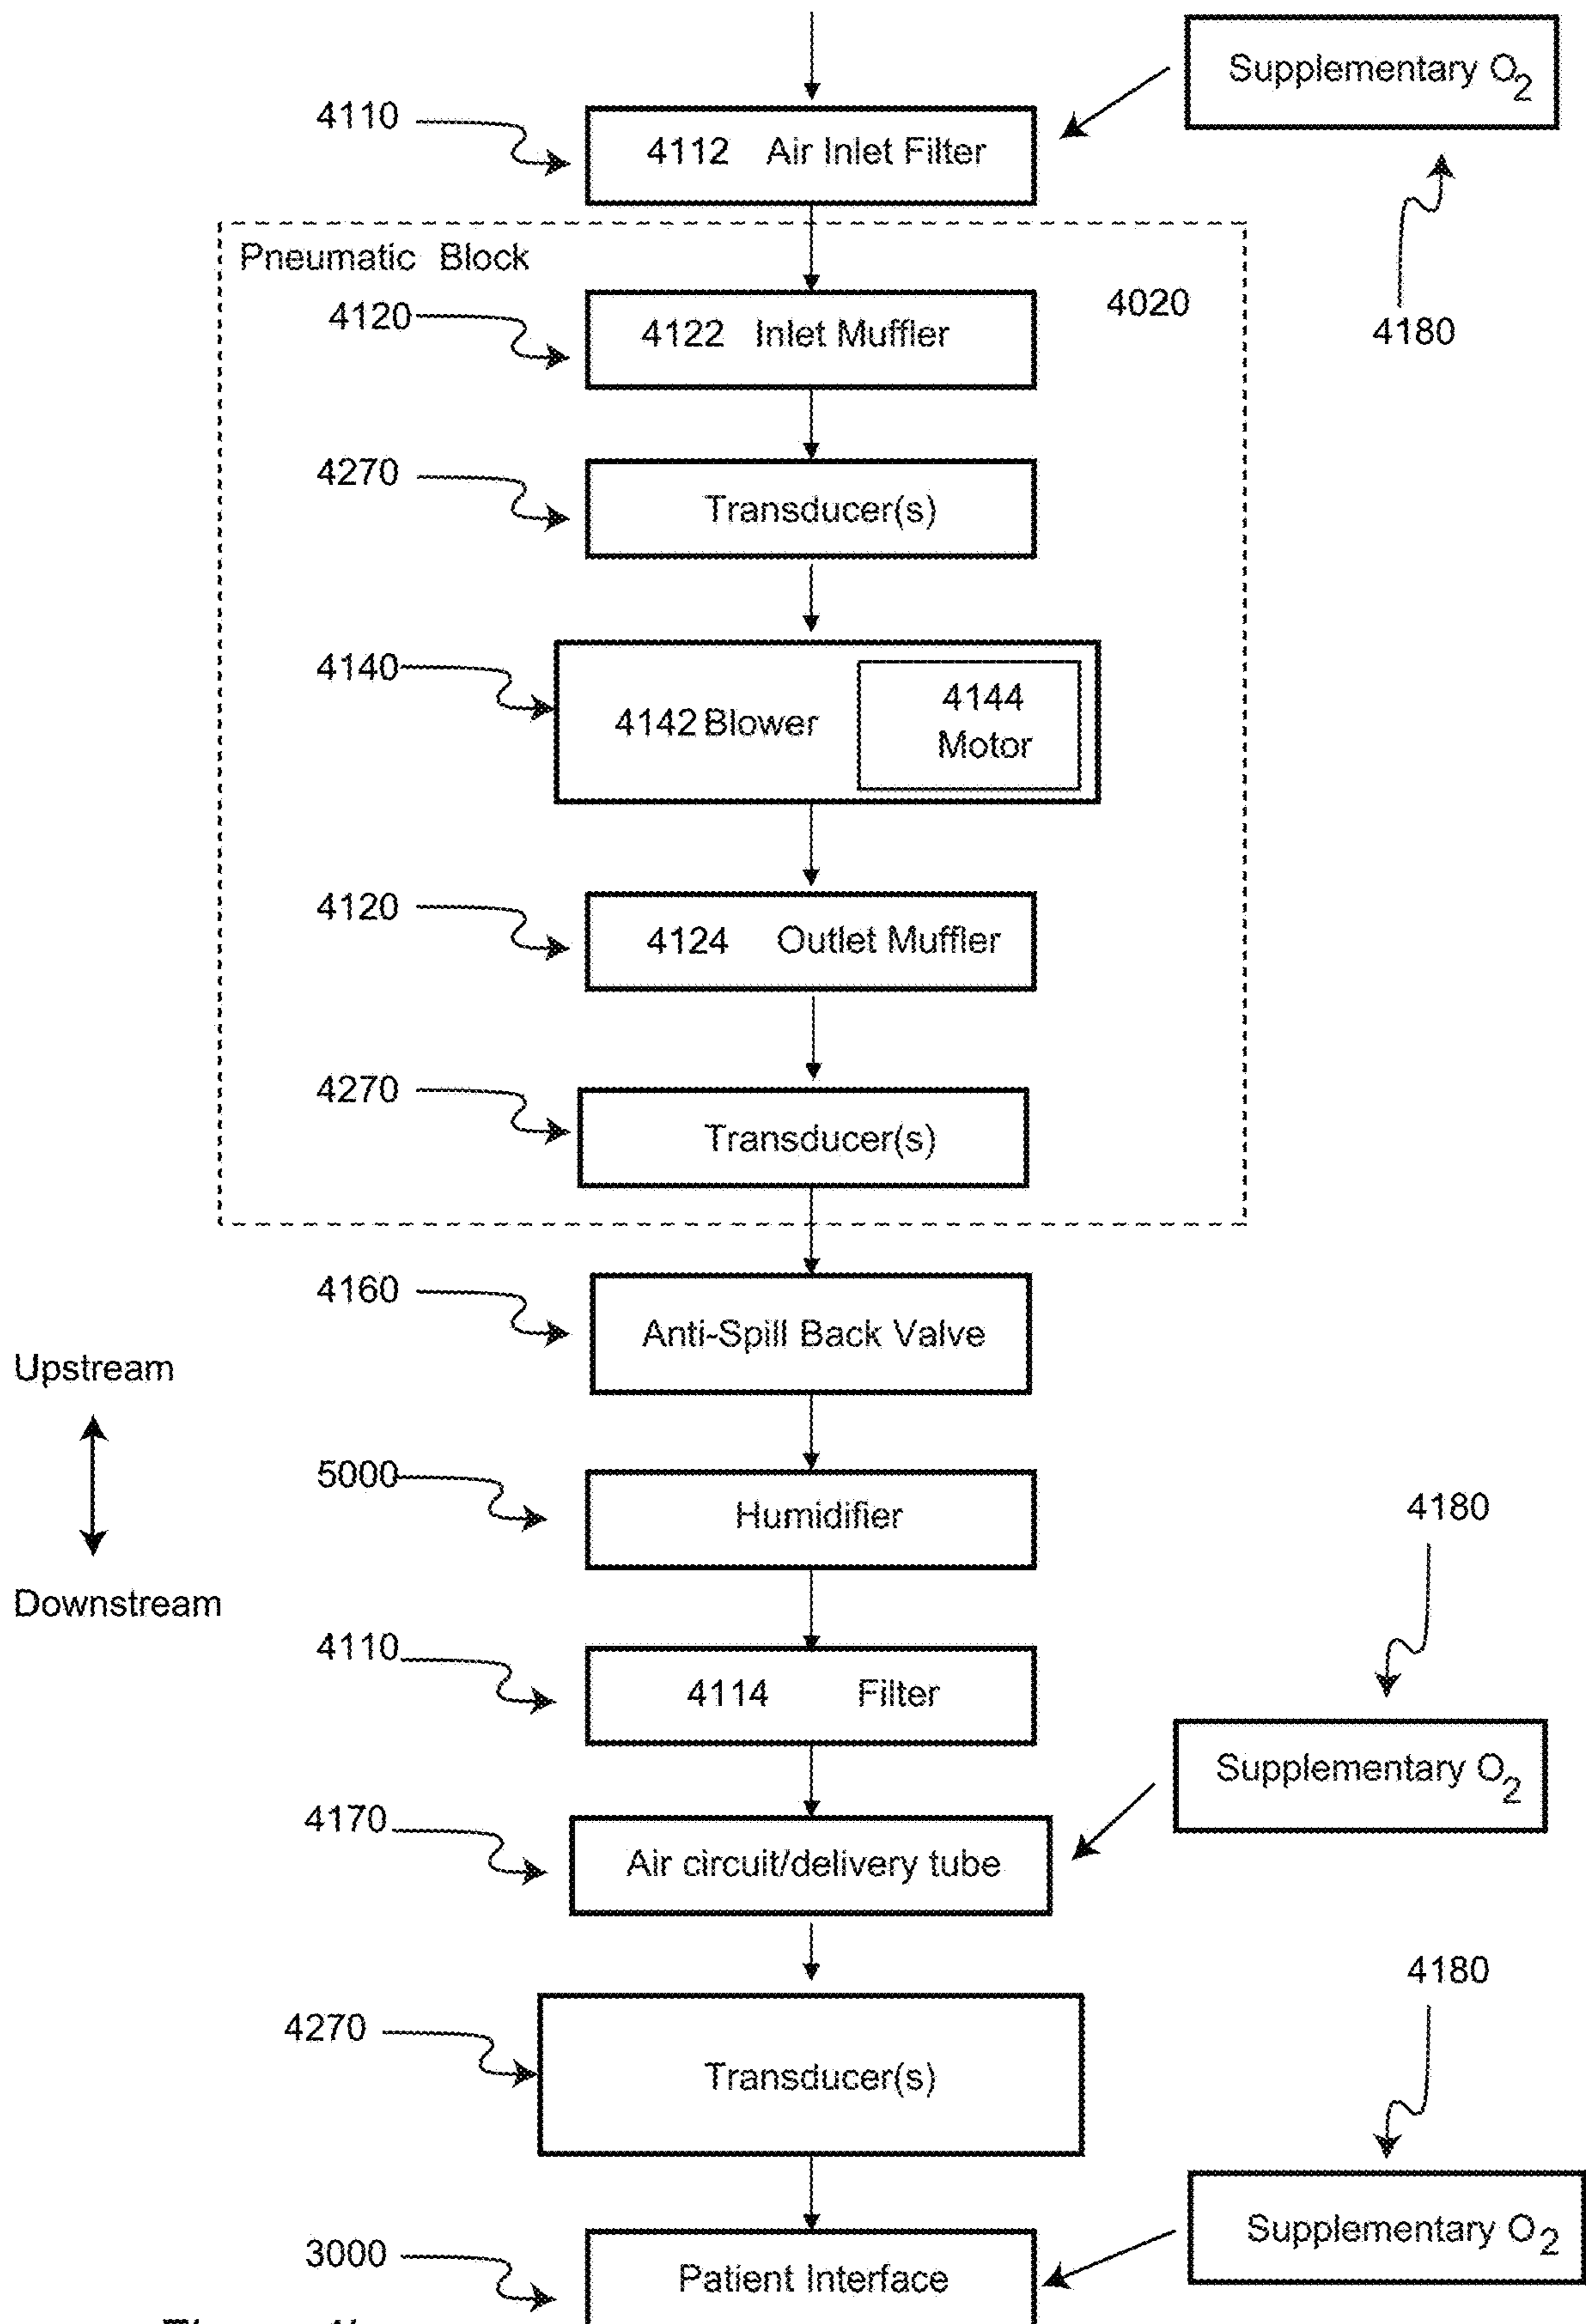 Supplementary O2
4110
4112 Air Inlet Filter
Pneumatic Block
4020
4180
4120
4122 Inlet Muffler
4270
Transducer(s)
4140
4142 Blower
4144
Motor
4120
4124 Outlet Muffler
4270
Transducer(s)
4160
Anti-Spill Back Valve
Upstream
5000
Humidifier
4180
Downstream
4110
4114 Filter
Supplementary O2
4170
Air circuit/delivery tube
4180
4270
Transducer(s)
Supplementary O2
3000
Patient Interface